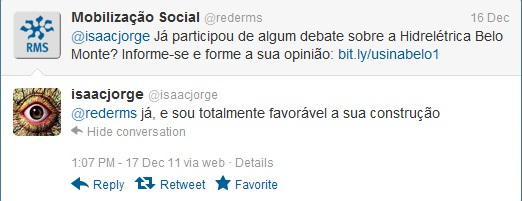 Mobilização Social @rederms 16 Dec
@isaacjorge Já participou de algum debate sobre a Hidrelétrica Belo
Monte? Informe-se e forme a sua opinião: bit.ly/usinabelo1
RMS
isaacjorge @isaacjorge
@rederms já, e sou totalmente favorável a sua construção
Hide conversation
1:07 PM - 17 Dec 11 via web · Details
Reply Retweet Favorite